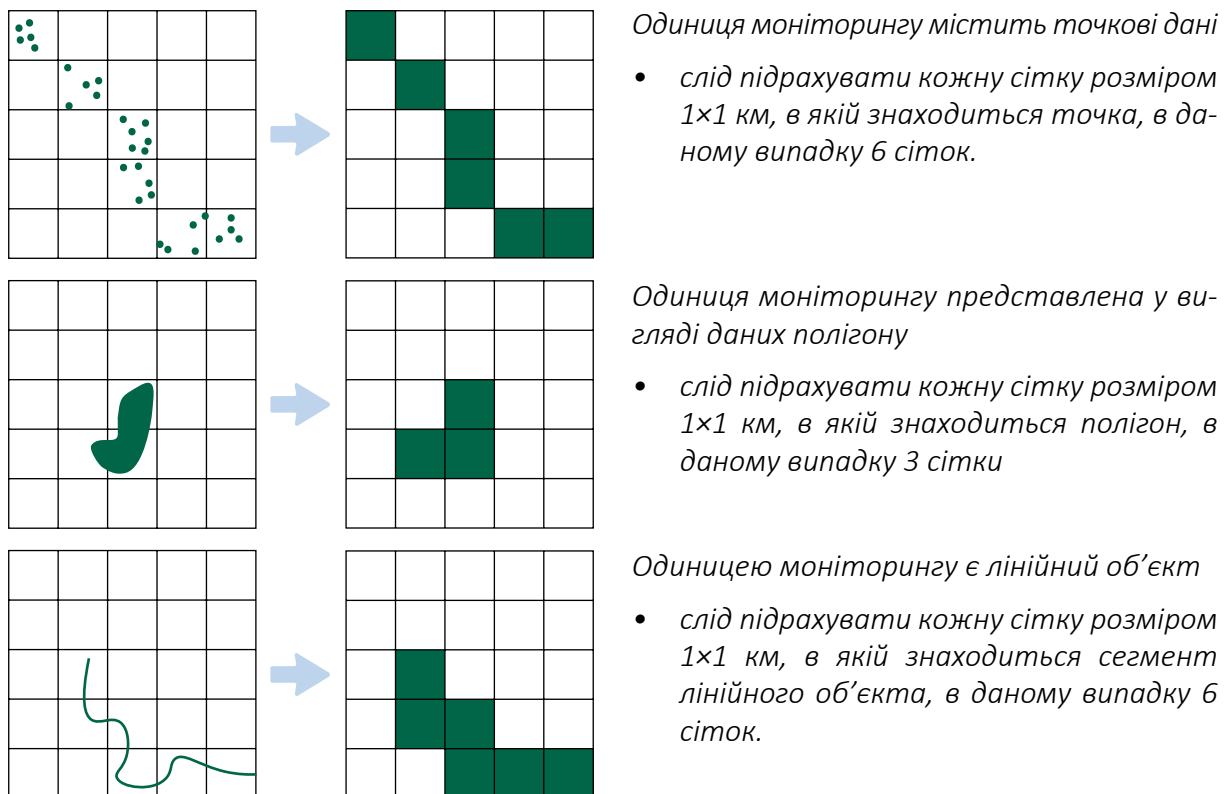 Одиниця моніторингу містить точкові дані
• слід підрахувати кожну сітку розміром
1×1 км, в якій знаходиться точка, в да-
ному випадку 6 сіток.
Одиниця моніторингу представлена у ви-
гляді даних полігону
• слід підрахувати кожну сітку розміром
1×1 км, в якій знаходиться полігон, в
даному випадку 3 сітки
Одиницею моніторингу є лінійний об’єкт
• слід підрахувати кожну сітку розміром
1×1 км, в якій знаходиться сегмент
лінійного об’єкта, в даному випадку 6
сіток.